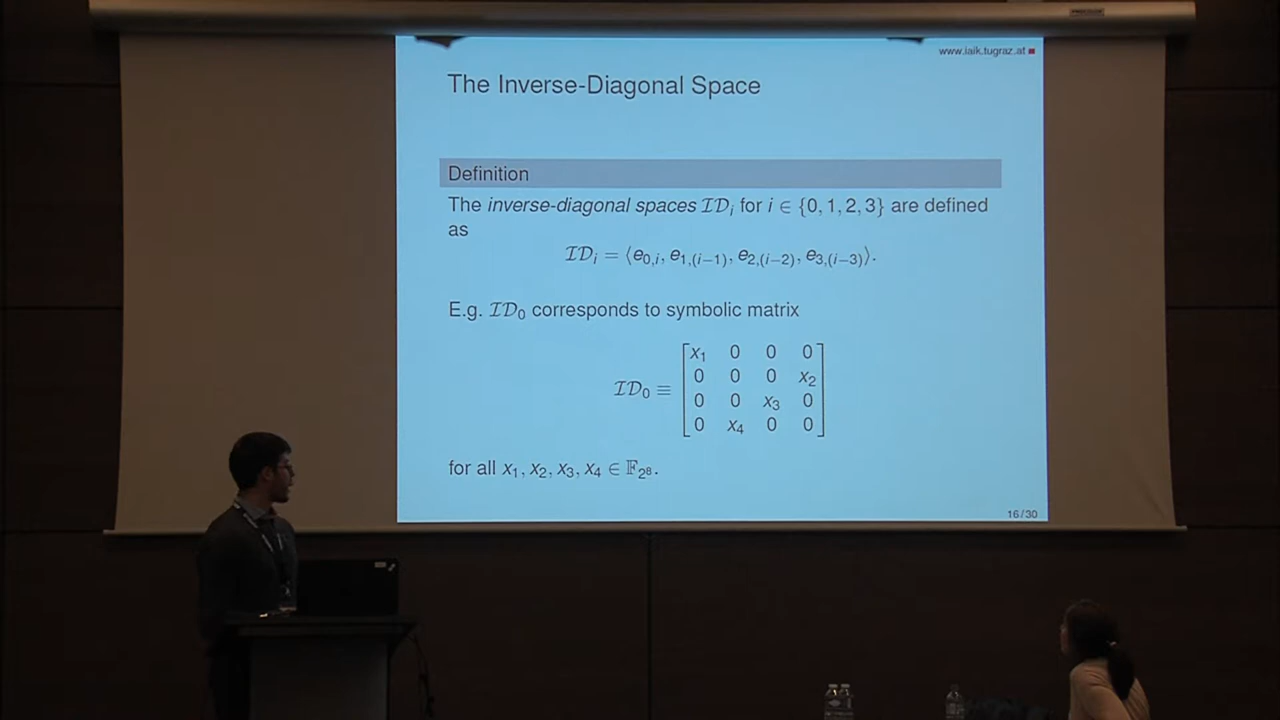 www.iaik.tugraz.at
The Inverse-Diagonal Space
Definition
The inverse-diagonal spaces 𝓘𝓓ᵢ for i ∈ {0, 1, 2, 3} are defined
as
𝓘𝓓ᵢ = ⟨e₀,ᵢ, e₁,₍ᵢ₋₁₎, e₂,₍ᵢ₋₂₎, e₃,₍ᵢ₋₃₎⟩.
E.g. 𝓘𝓓₀ corresponds to symbolic matrix
x₁ 0 0 0
0 0 0 x₂
𝓘𝓓₀ ≡
0 0 x₃ 0
0 x₄ 0 0
for all x₁, x₂, x₃, x₄ ∈ 𝔽₂⁸.
16/30